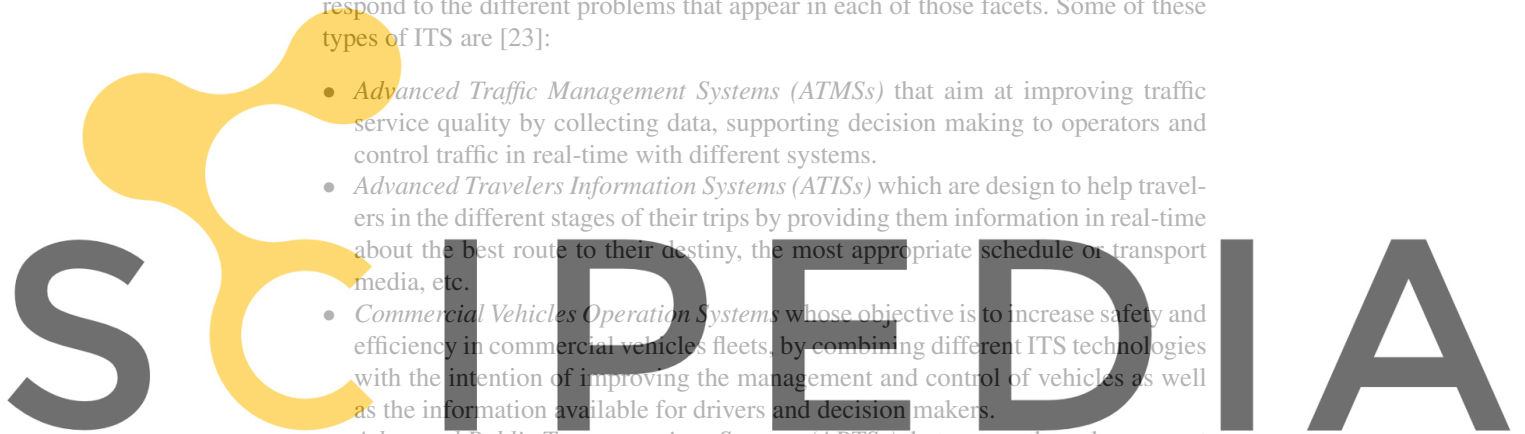 respond to the different problems that appear in each of those facets. Some of these
types of ITS are [23]:
• Advanced Traffic Management Systems (ATMSs) that aim at improving traffic
service quality by collecting data, supporting decision making to operators and
control traffic in real-time with different systems.
• Advanced Travelers Information Systems (ATISs) which are design to help travel-
ers in the different stages of their trips by providing them information in real-time
about the best route to their destiny, the most appropriate schedule or transport
media, etc.
• Commercial Vehicles Operation Systems whose objective is to increase safety and
efficiency in commercial vehicles fleets, by combining different ITS technologies
with the intention of improving the management and control of vehicles as well
as the information available for drivers and decision makers.
SCIPEDIA